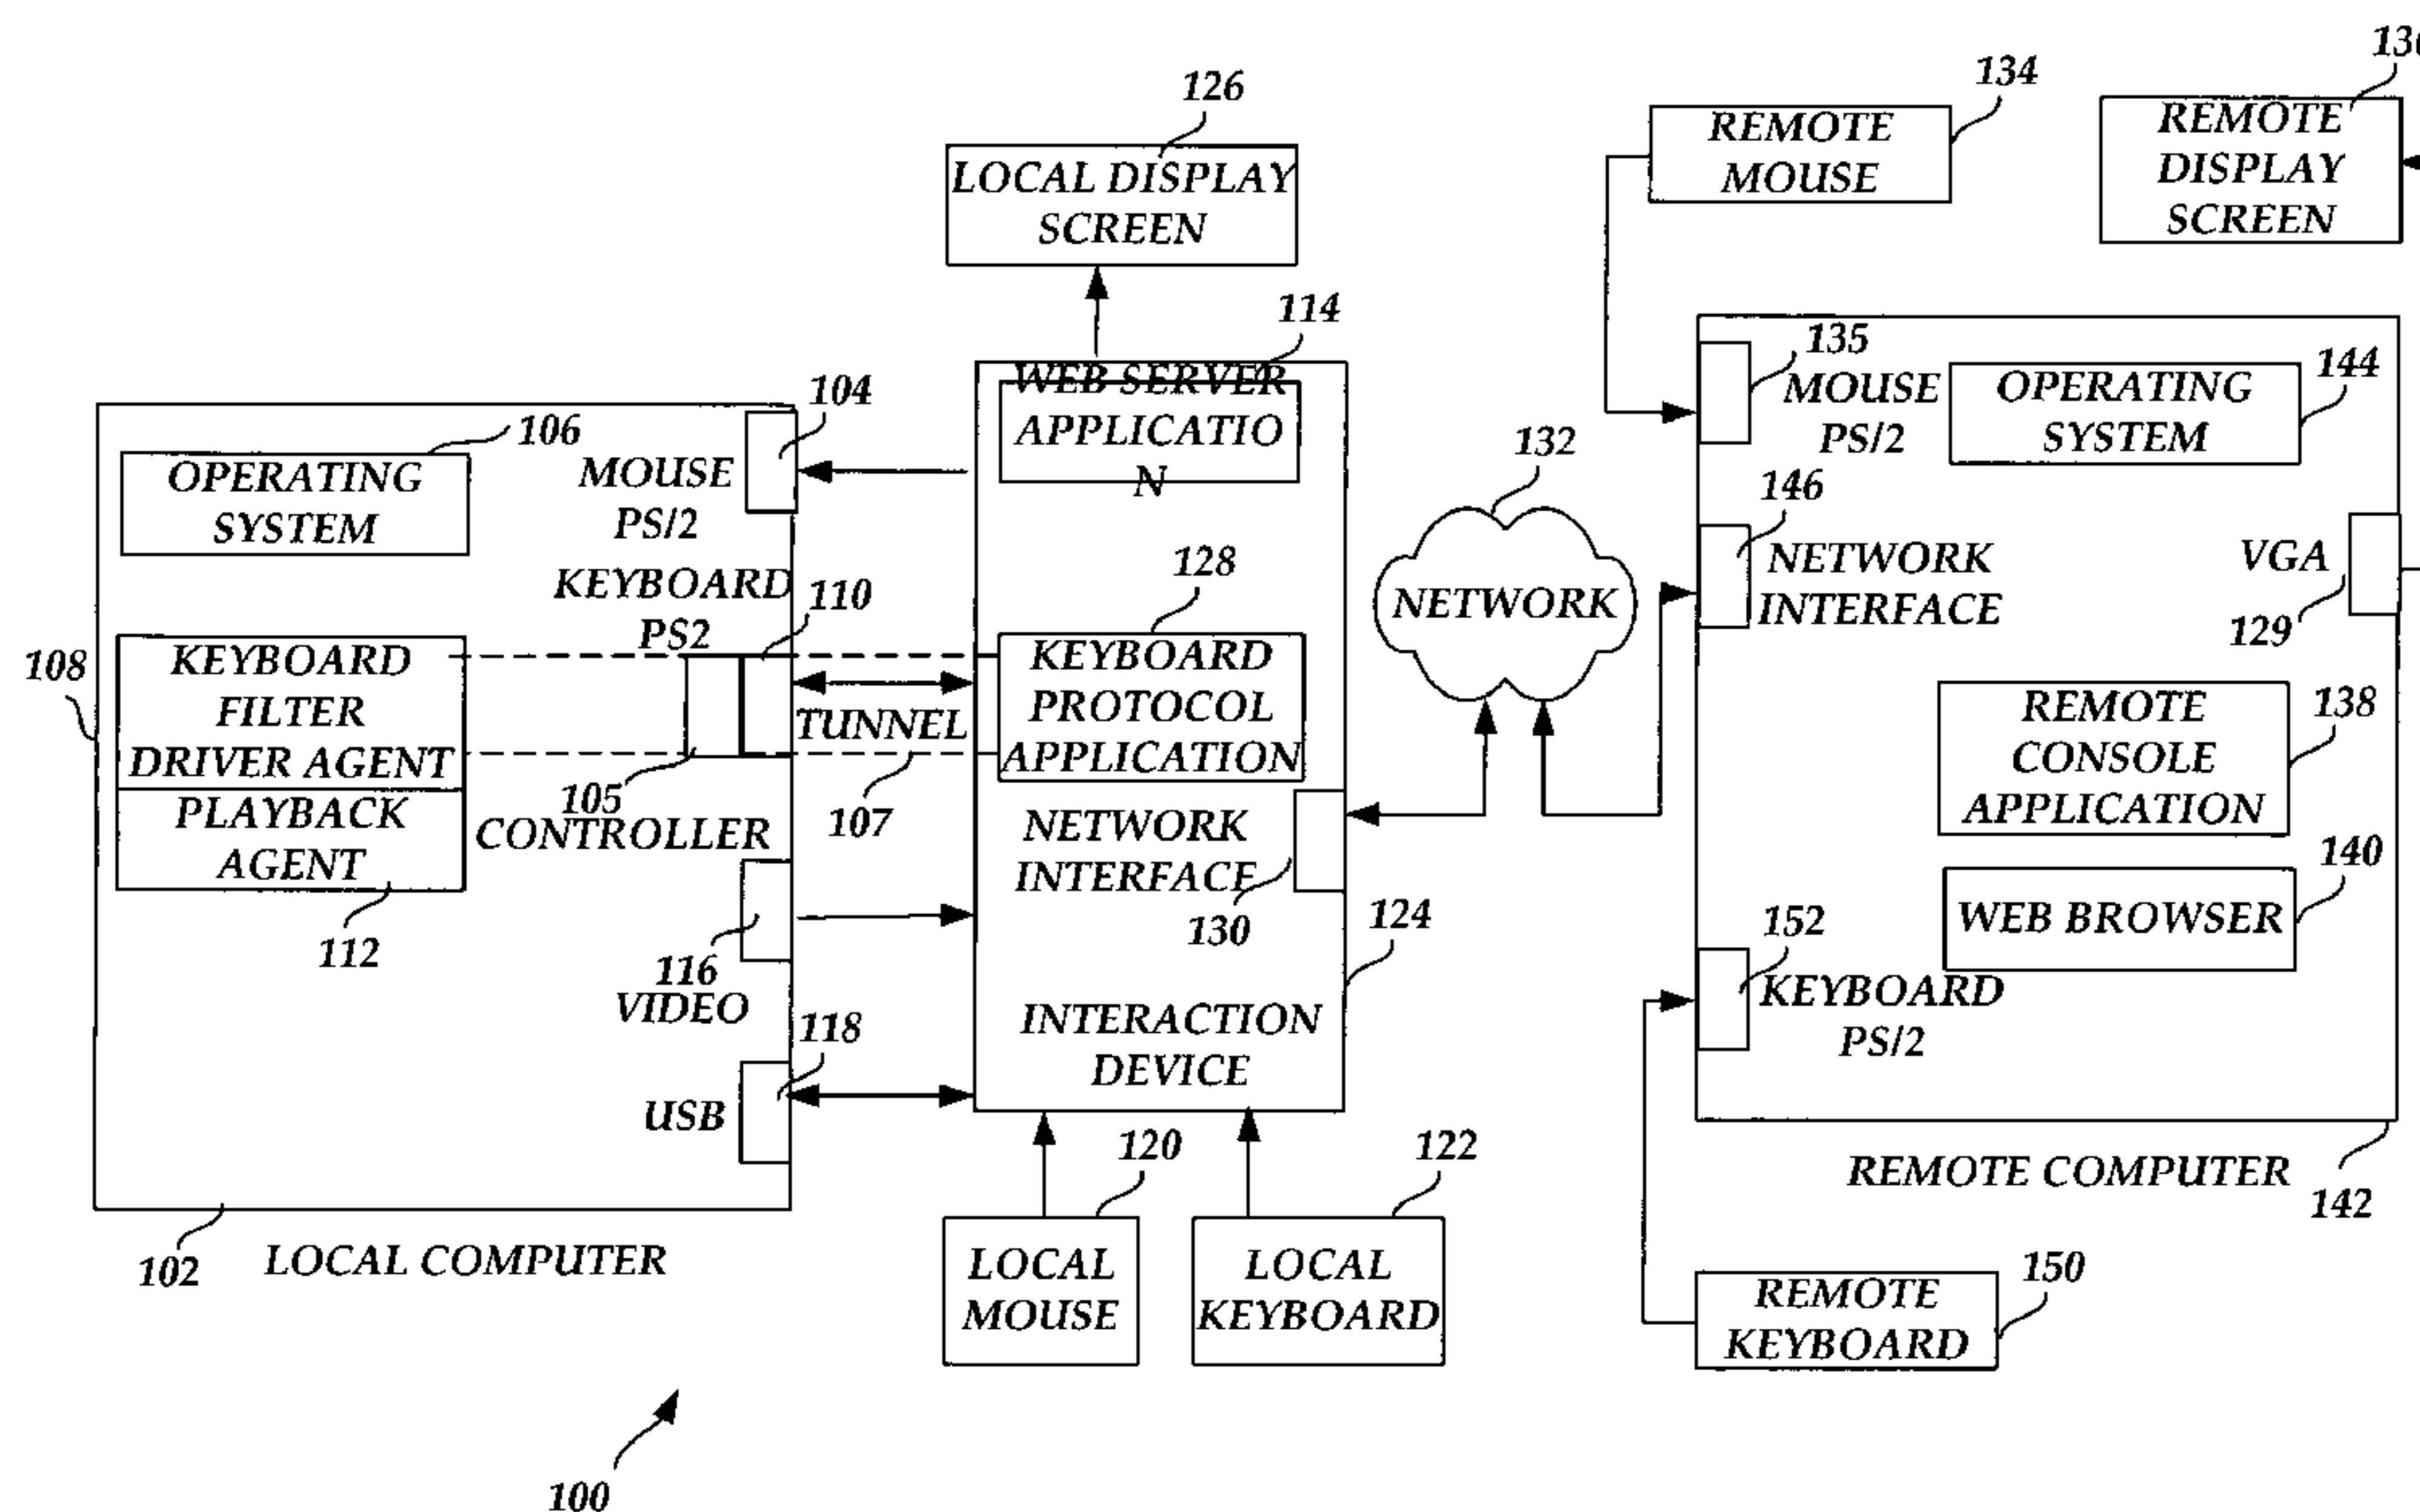 126
LOCAL DISPLAY
SCREEN
134
REMOTE
MOUSE
REMOTE
DISPLAY
SCREEN
114
WEB SERVER
APPLICATIO
N
104
106
OPERATING
SYSTEM
MOUSE
PS/2
KEYBOARD
PS2
110
108
KEYBOARD
FILTER
DRIVER AGENT
PLAYBACK
AGENT
112
105
CONTROLLER
TUNNEL
107
116
VIDEO
118
USB
102
LOCAL COMPUTER
128
KEYBOARD
PROTOCOL
APPLICATION
NETWORK
INTERFACE
130
124
INTERACTION
DEVICE
120
LOCAL
MOUSE
122
LOCAL
KEYBOARD
132
NETWORK
135
MOUSE
PS/2
OPERATING
SYSTEM
144
146
NETWORK
INTERFACE
VGA
129
REMOTE
CONSOLE
APPLICATION
138
140
WEB BROWSER
152
KEYBOARD
PS/2
REMOTE COMPUTER
142
REMOTE
KEYBOARD
150
100